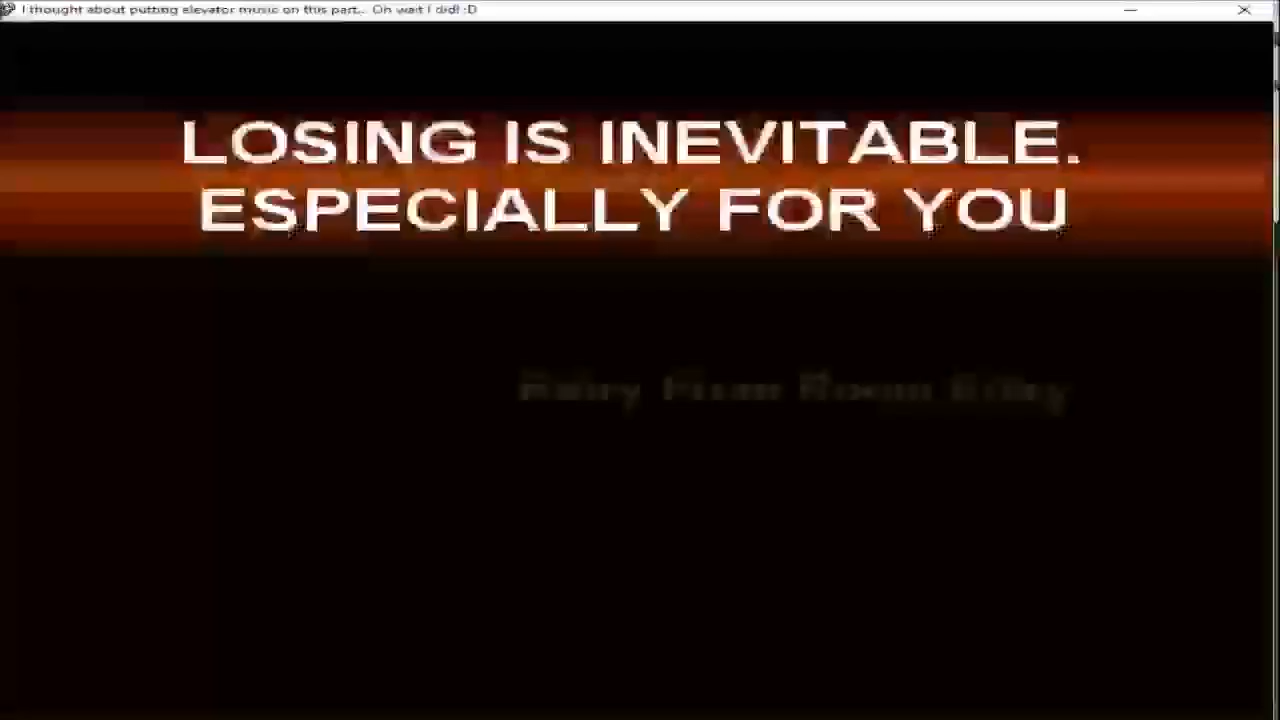 I thought about putting elevator music on this part... Oh wait I did! :D
LOSING IS INEVITABLE.
ESPECIALLY FOR YOU